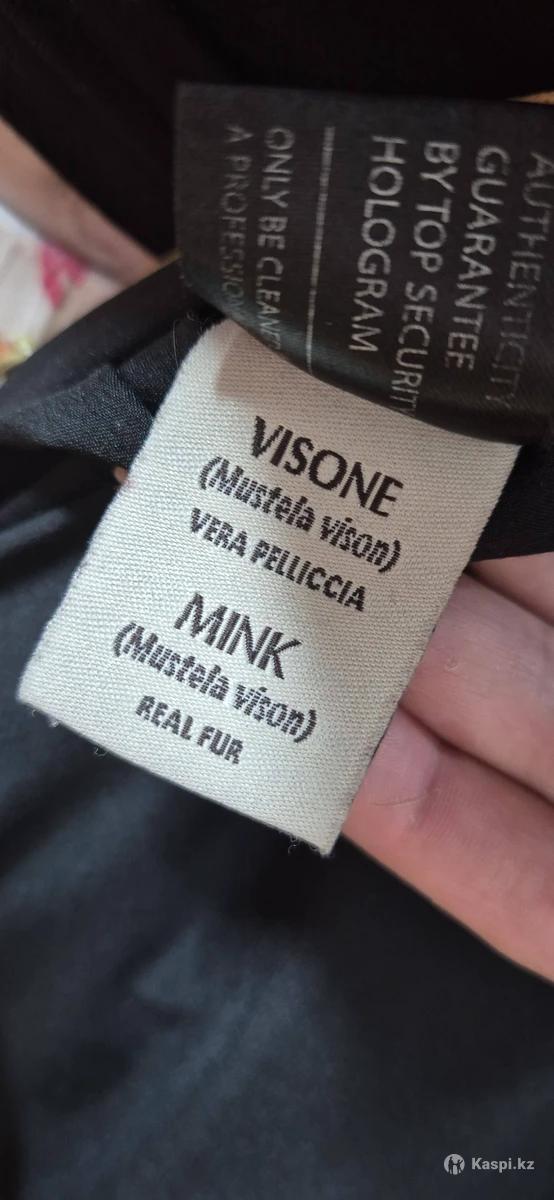 AUTHENTICITY
GUARANTEE
BY TOP SECURITY
HOLOGRAM
ONLY BE
A
VISONE
(Mustela vison)
VERA PELLICCIA
MINK
(Mustela vison)
REAL FUR
Kaspi.kz